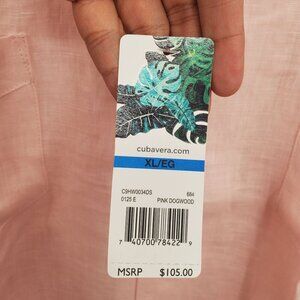 cubavera.com
XL/EG
C9HW0034DS 684
0125 E PINK DOGWOOD
7 40700 78422 9
MSRP $105.00